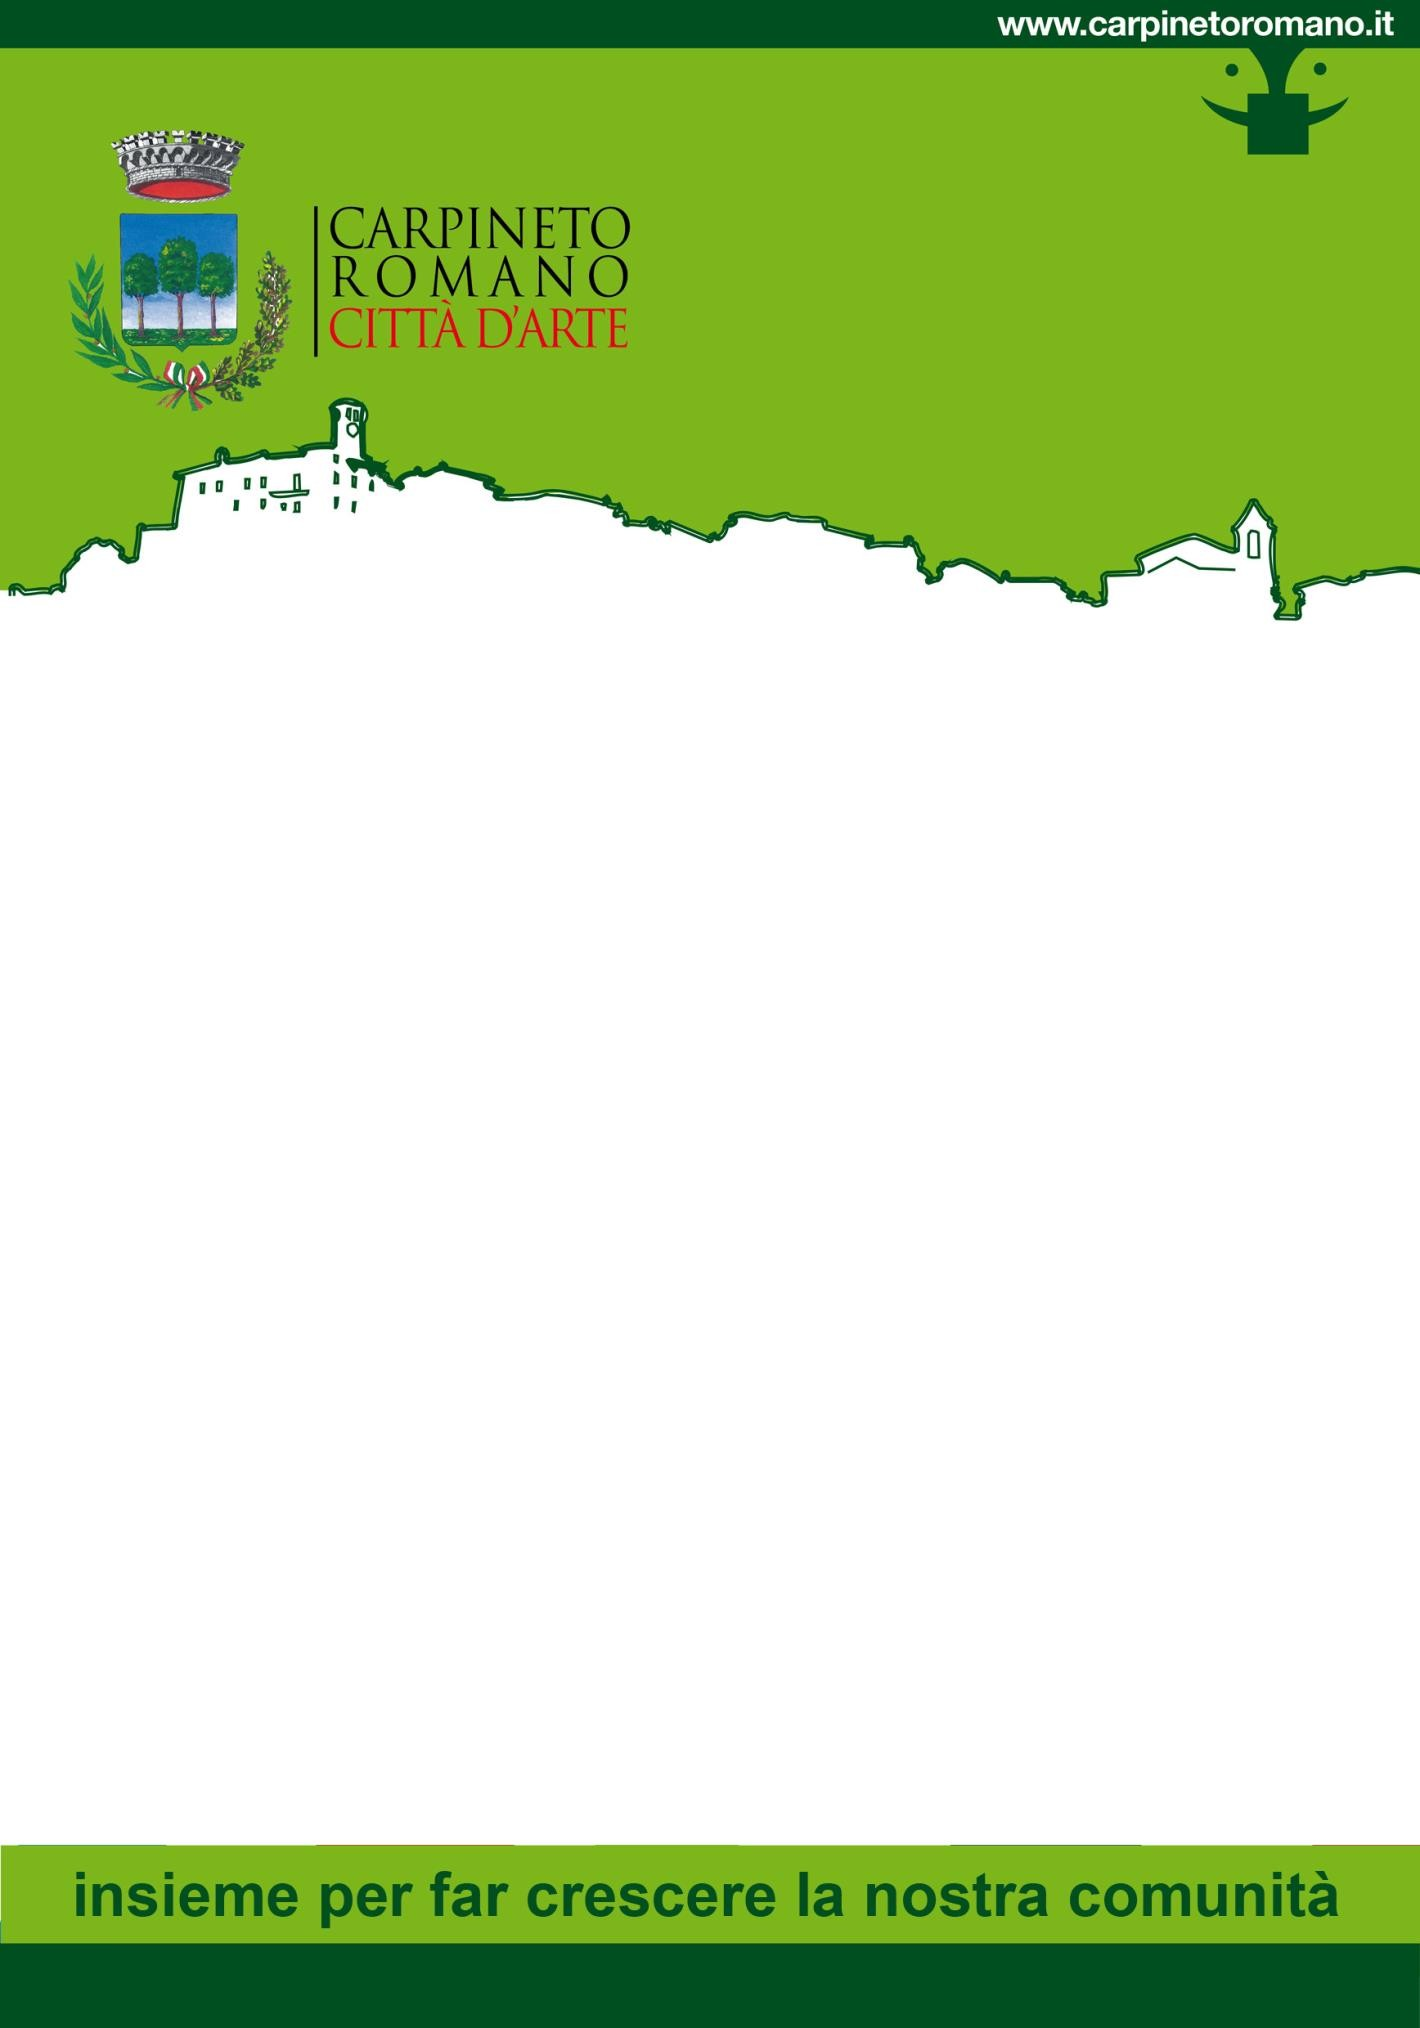 www.carpinetoromano.it
CARPINETO
ROMANO
CITTÀ D'ARTE
insieme per far crescere la nostra comunità